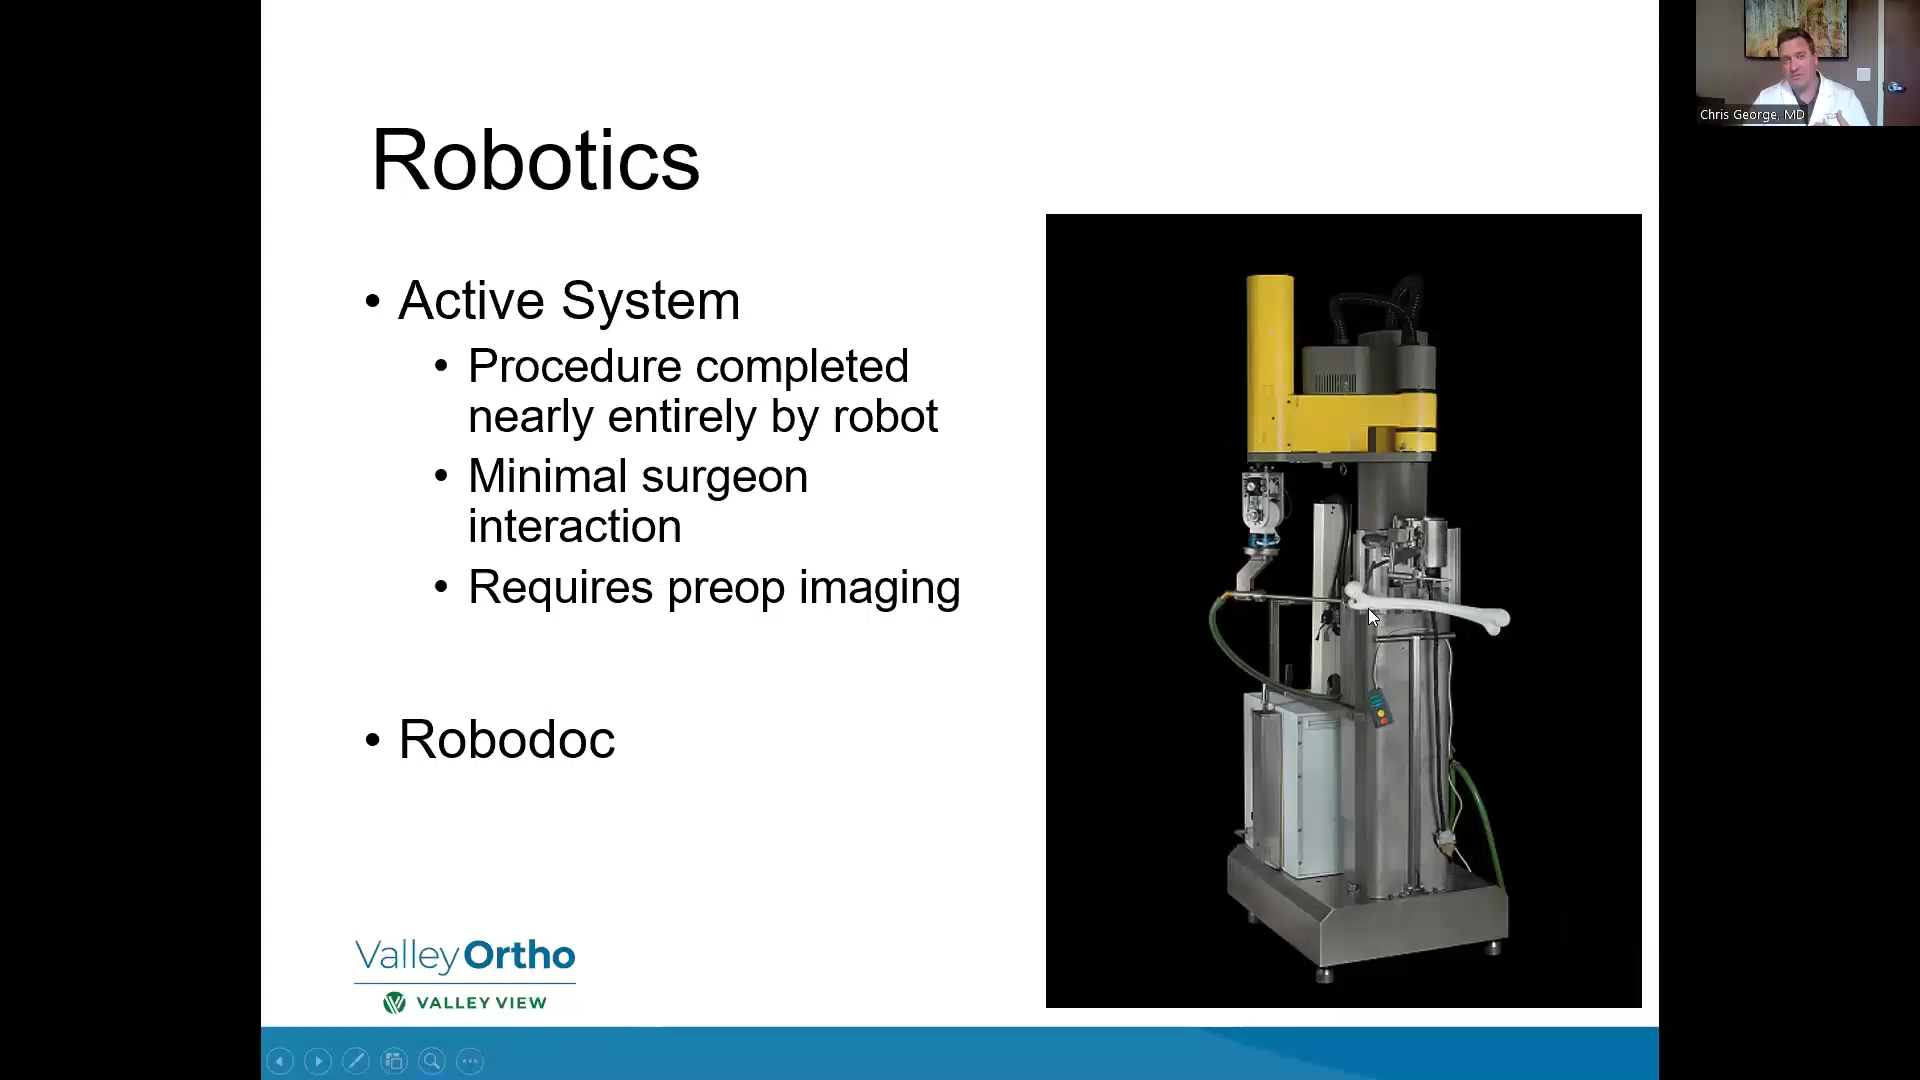 Robotics
• Active System
• Procedure completed
nearly entirely by robot
• Minimal surgeon
interaction
• Requires preop imaging
• Robodoc
ValleyOrtho
VALLEY VIEW
Chris George, MD